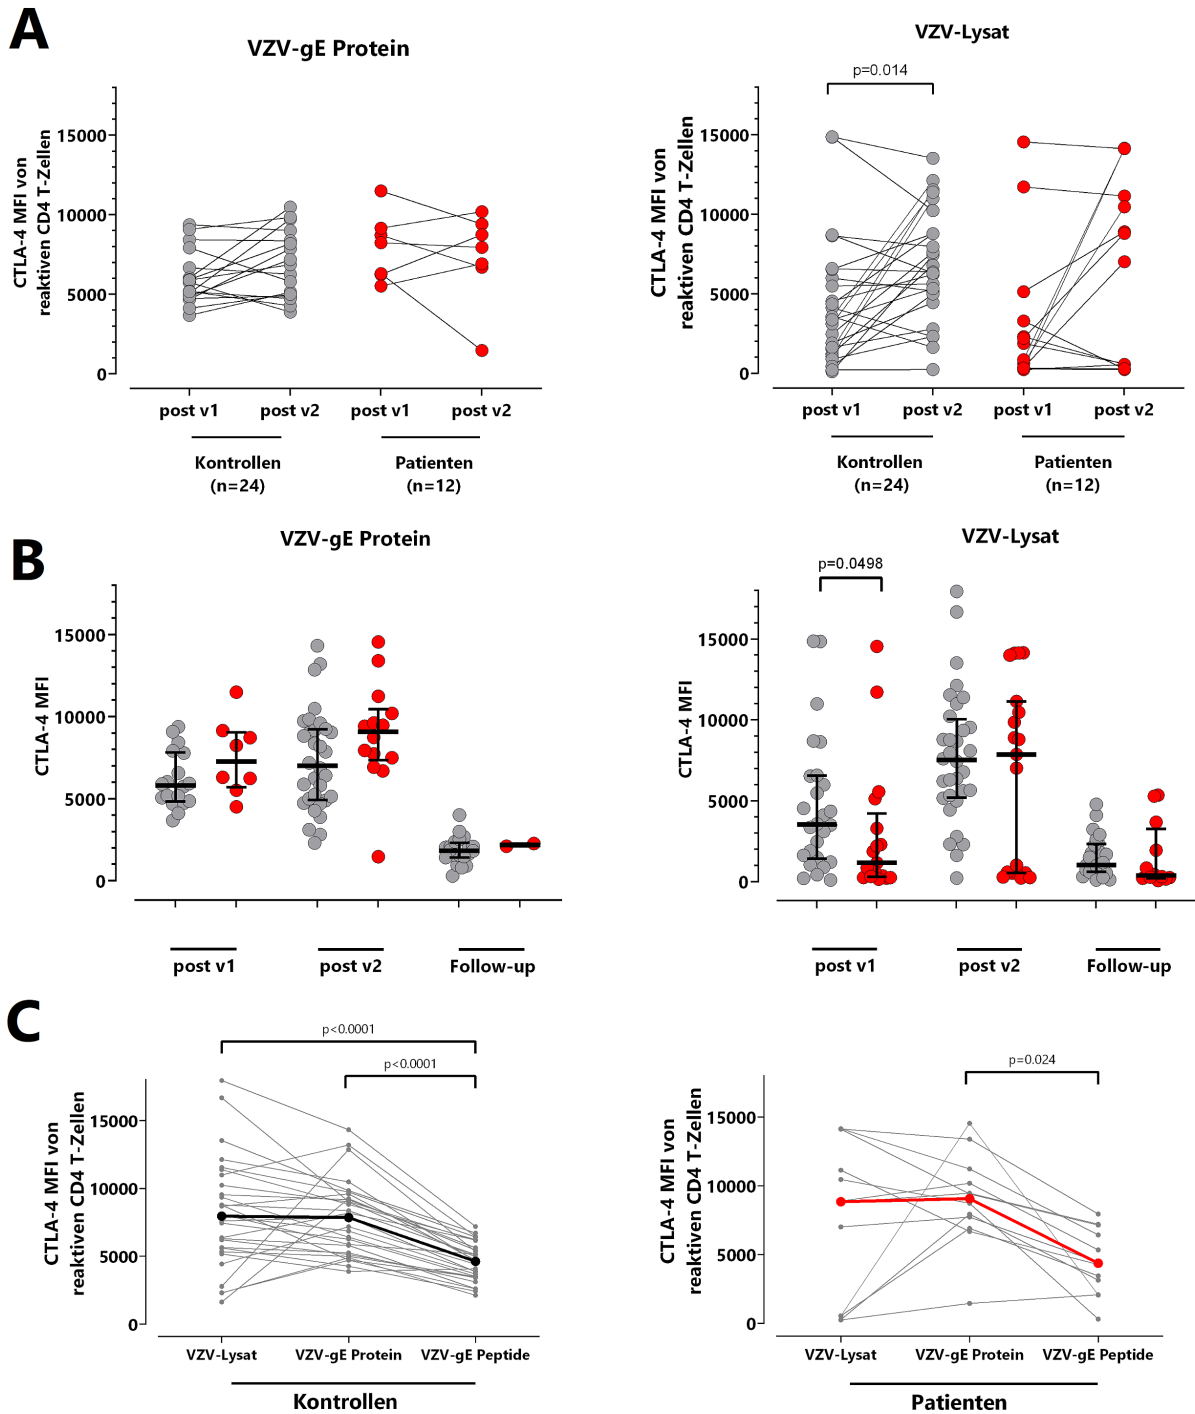 A
VZV-gE Protein
CTLA-4 MFI von
reaktiven CD4 T-Zellen
15000
10000
5000
0
post v1
post v2
post v1
post v2
Kontrollen
(n=24)
Patienten
(n=12)
VZV-Lysat
p=0.014
CTLA-4 MFI von
reaktiven CD4 T-Zellen
15000
10000
5000
0
post v1
post v2
post v1
post v2
Kontrollen
(n=24)
Patienten
(n=12)
B
VZV-gE Protein
CTLA-4 MFI
15000
10000
5000
0
post v1
post v2
Follow-up
VZV-Lysat
p=0.0498
CTLA-4 MFI
15000
10000
5000
0
post v1
post v2
Follow-up
C
p<0.0001
p<0.0001
CTLA-4 MFI von
reaktiven CD4 T-Zellen
15000
10000
5000
0
VZV-Lysat
VZV-gE Protein
VZV-gE Peptide
Kontrollen
p=0.024
CTLA-4 MFI von
reaktiven CD4 T-Zellen
15000
10000
5000
0
VZV-Lysat
VZV-gE Protein
VZV-gE Peptide
Patienten